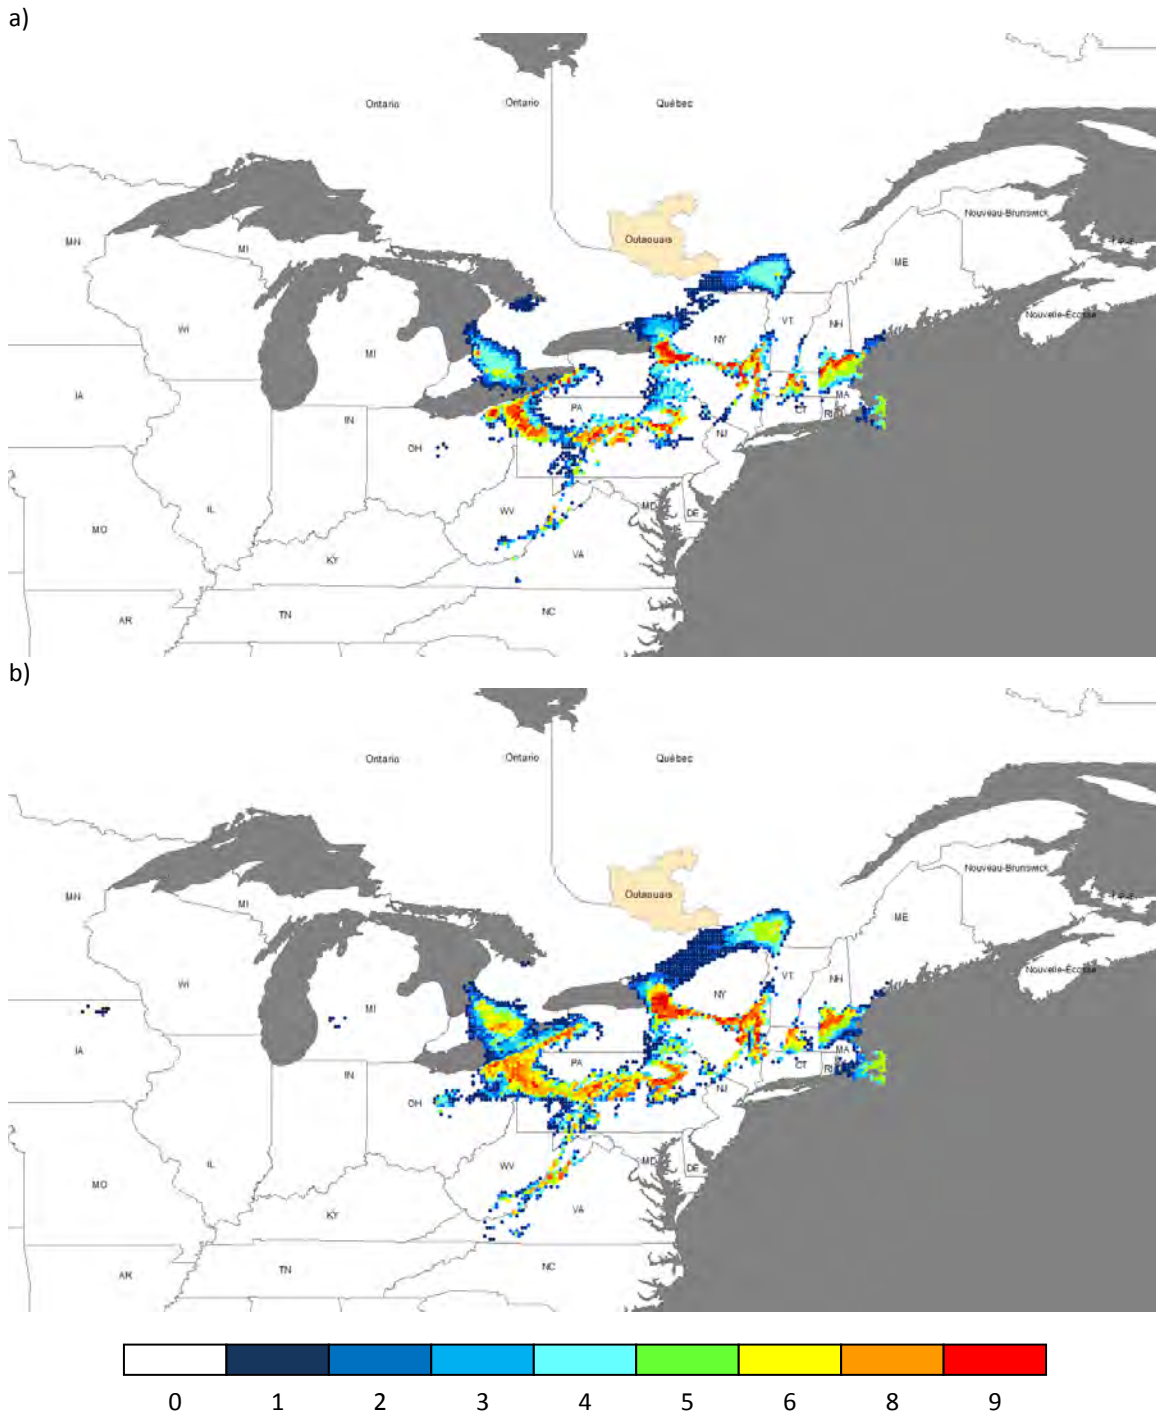 a)
Ontario Ontario Québec
Nouveau-Brunswick
MN MI Outaouais ME
Nouvelle-Écosse
WI MI NY VT NH
IA IN PA CT RI MA
OH NJ
IL WV MD DE
MO KY VA
AR TN NC
b)
Ontario Ontario Québec
Nouveau-Brunswick
MN MI Outaouais ME
Nouvelle-Écosse
WI MI NY VT NH
IA IN PA CT RI MA
OH NJ
IL WV MD DE
MO KY VA
AR TN NC
0 1 2 3 4 5 6 8 9